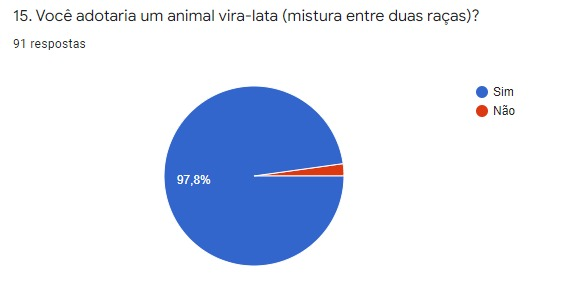 15. Você adotaria um animal vira-lata (mistura entre duas raças)?
91 respostas
Sim
Não
97,8%